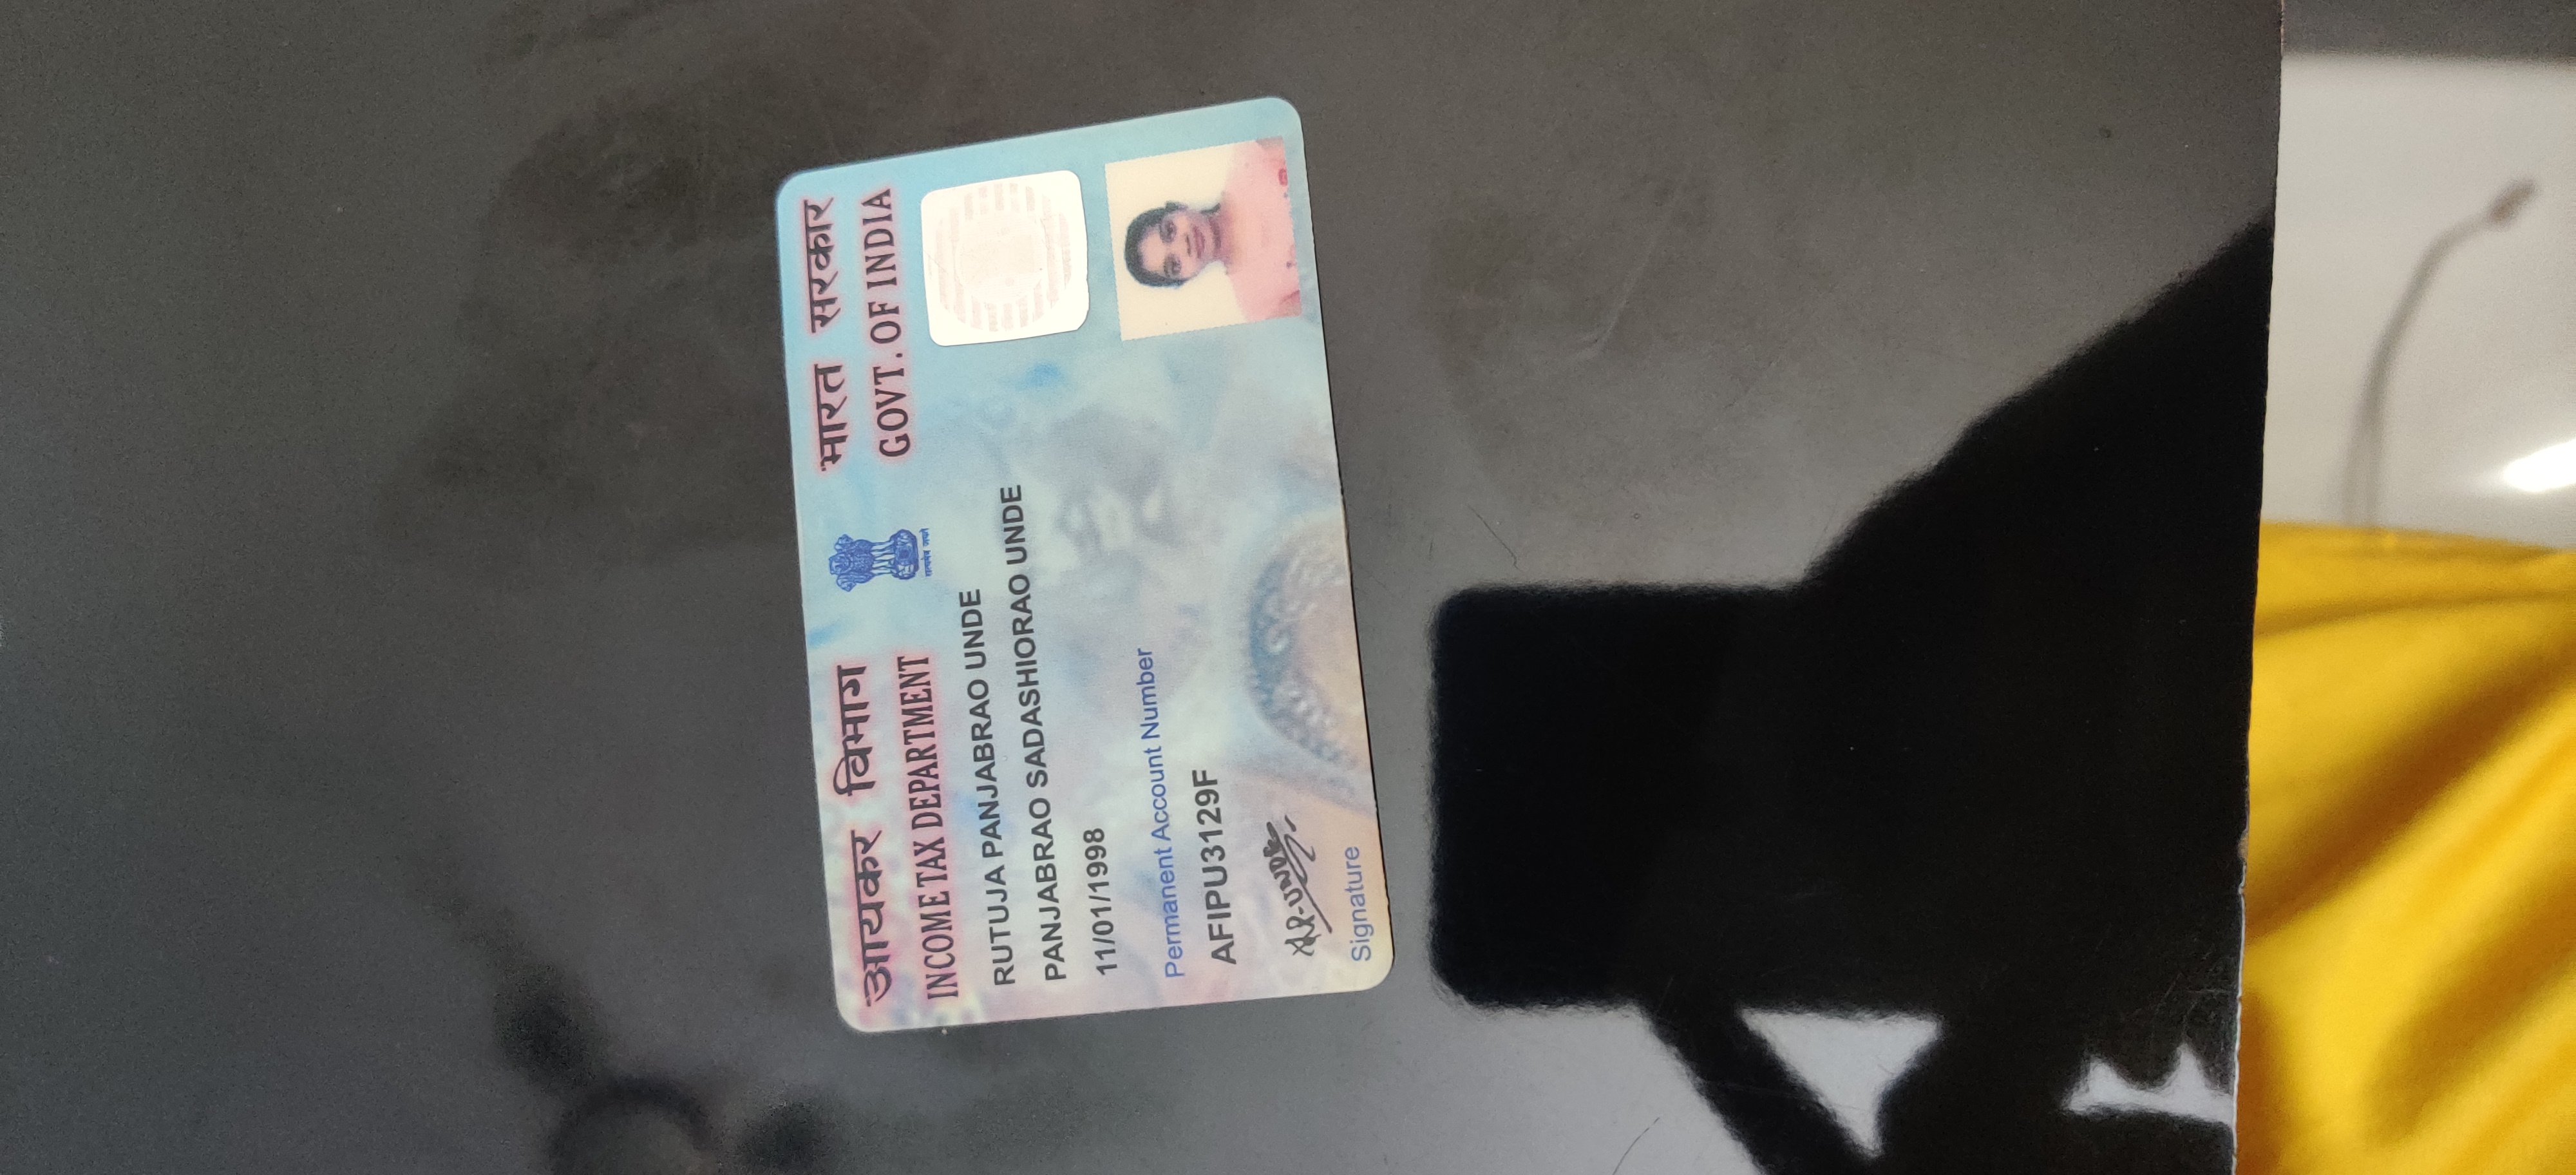 आयकर विभाग
INCOME TAX DEPARTMENT
सत्यमेव जयते
भारत सरकार
GOVT. OF INDIA
RUTUJA PANJABRAO UNDE
PANJABRAO SADASHIORAO UNDE
11/01/1998
Permanent Account Number
AFIPU3129F
UNDE
Signature